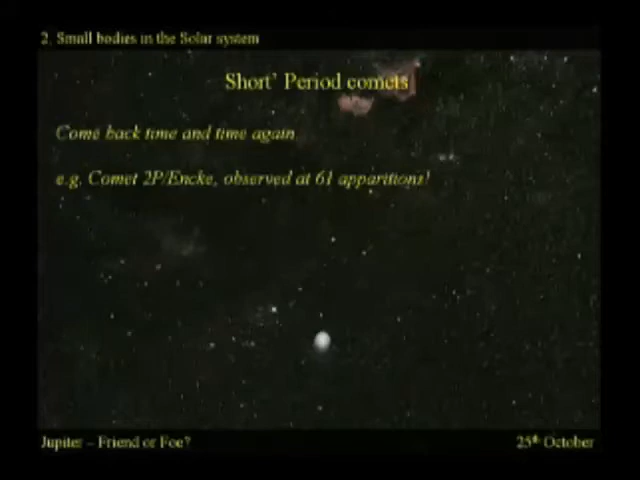 2. Small bodies in the Solar system
Short' Period comets
Come back time and time again
e.g. Comet 2P/Encke, observed at 61 apparitions!
Jupiter – Friend or Foe?
25th October